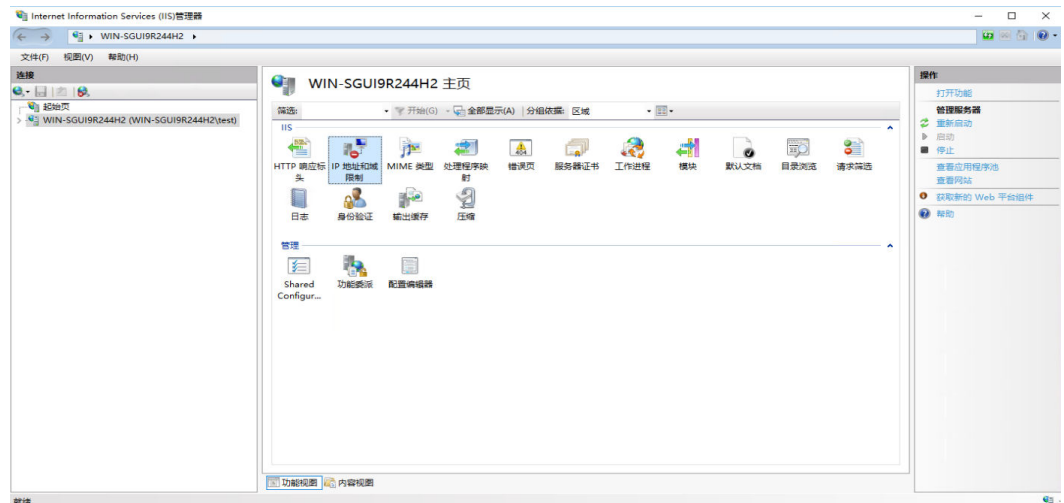 Internet Information Services (IIS)管理器
WIN-SGUI9R244H2
文件(F) 视图(V) 帮助(H)
连接
起始页
WIN-SGUI9R244H2 (WIN-SGUI9R244H2\test)
WIN-SGUI9R244H2 主页
筛选: 开始(G) 全部显示(A) 分组依据: 区域
IIS
HTTP 响应标头 IP 地址和域限制 MIME 类型 处理程序映射 错误页 服务器证书 工作进程 模块 默认文档 目录浏览 请求筛选
404
日志 身份验证 输出缓存 压缩
管理
Shared Configur... 功能委派 配置编辑器
功能视图 内容视图
操作
打开功能
管理服务器
重新启动
启动
停止
查看应用程序池
查看网站
获取新的 Web 平台组件
帮助
就绪